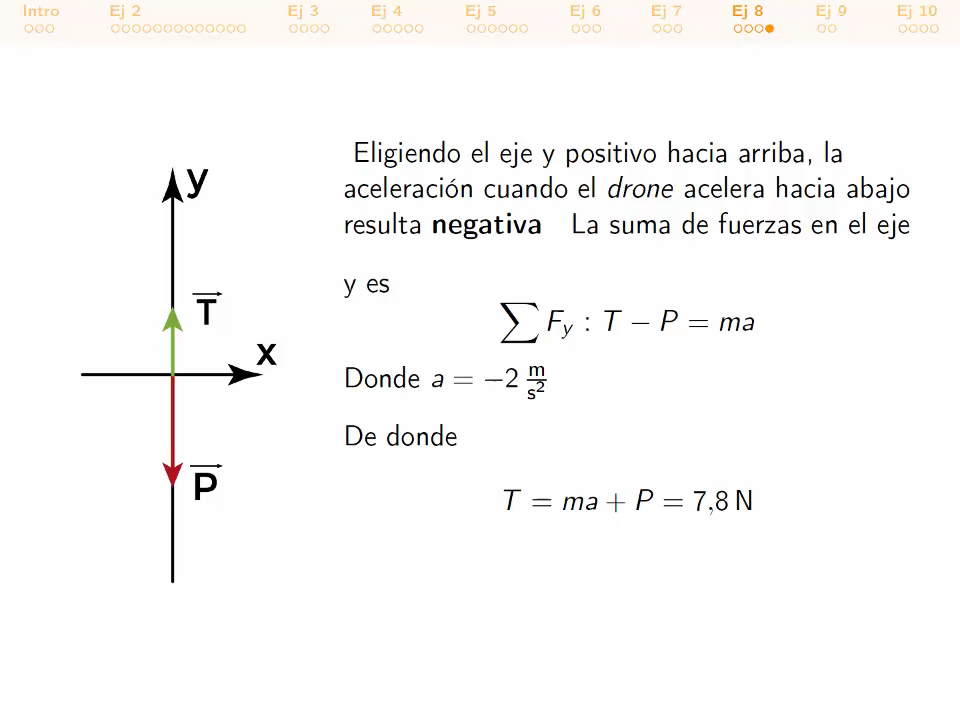 Intro Ej 2 Ej 3 Ej 4 Ej 5 Ej 6 Ej 7 Ej 8 Ej 9 Ej 10
y
T
x
P
Eligiendo el eje y positivo hacia arriba, la
aceleración cuando el drone acelera hacia abajo
resulta negativa La suma de fuerzas en el eje
y es
∑ F_y : T − P = ma
Donde a = −2 m/s²
De donde
T = ma + P = 7,8 N